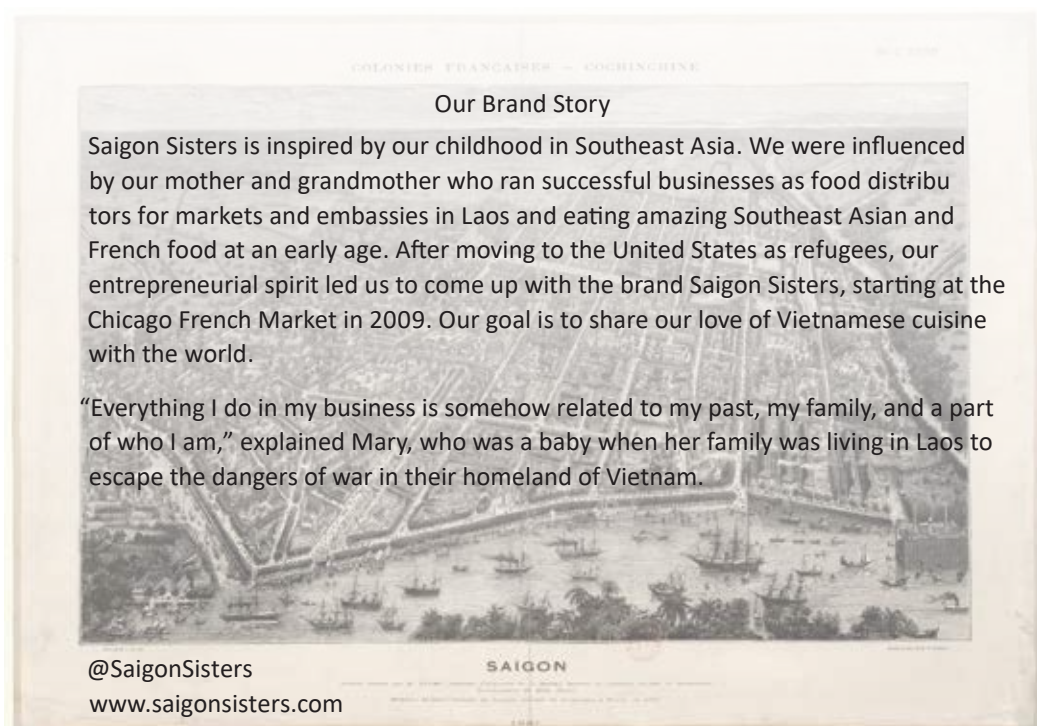 COLONIES FRANÇAISES – COCHINCHINE
Our Brand Story
Saigon Sisters is inspired by our childhood in Southeast Asia. We were influenced
by our mother and grandmother who ran successful businesses as food distribu
tors for markets and embassies in Laos and eating amazing Southeast Asian and
French food at an early age. After moving to the United States as refugees, our
entrepreneurial spirit led us to come up with the brand Saigon Sisters, starting at the
Chicago French Market in 2009. Our goal is to share our love of Vietnamese cuisine
with the world.
“Everything I do in my business is somehow related to my past, my family, and a part
of who I am,” explained Mary, who was a baby when her family was living in Laos to
escape the dangers of war in their homeland of Vietnam.
SAIGON
@SaigonSisters
www.saigonsisters.com